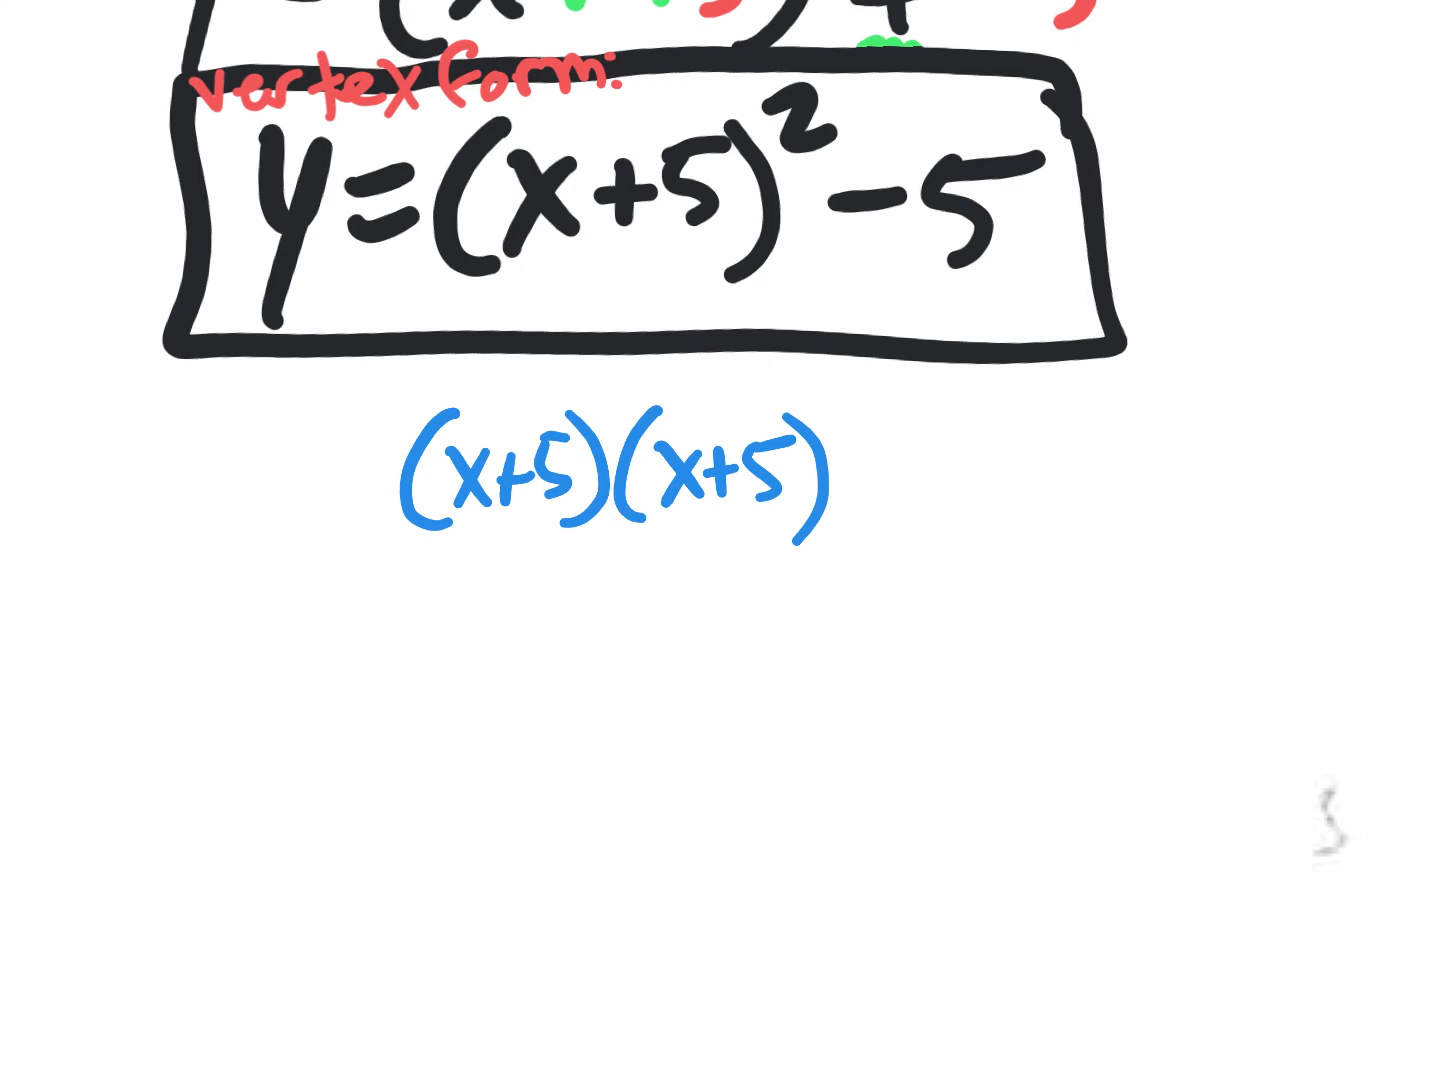 vertex form:
y=(x+5)²-5
(x+5)(x+5)